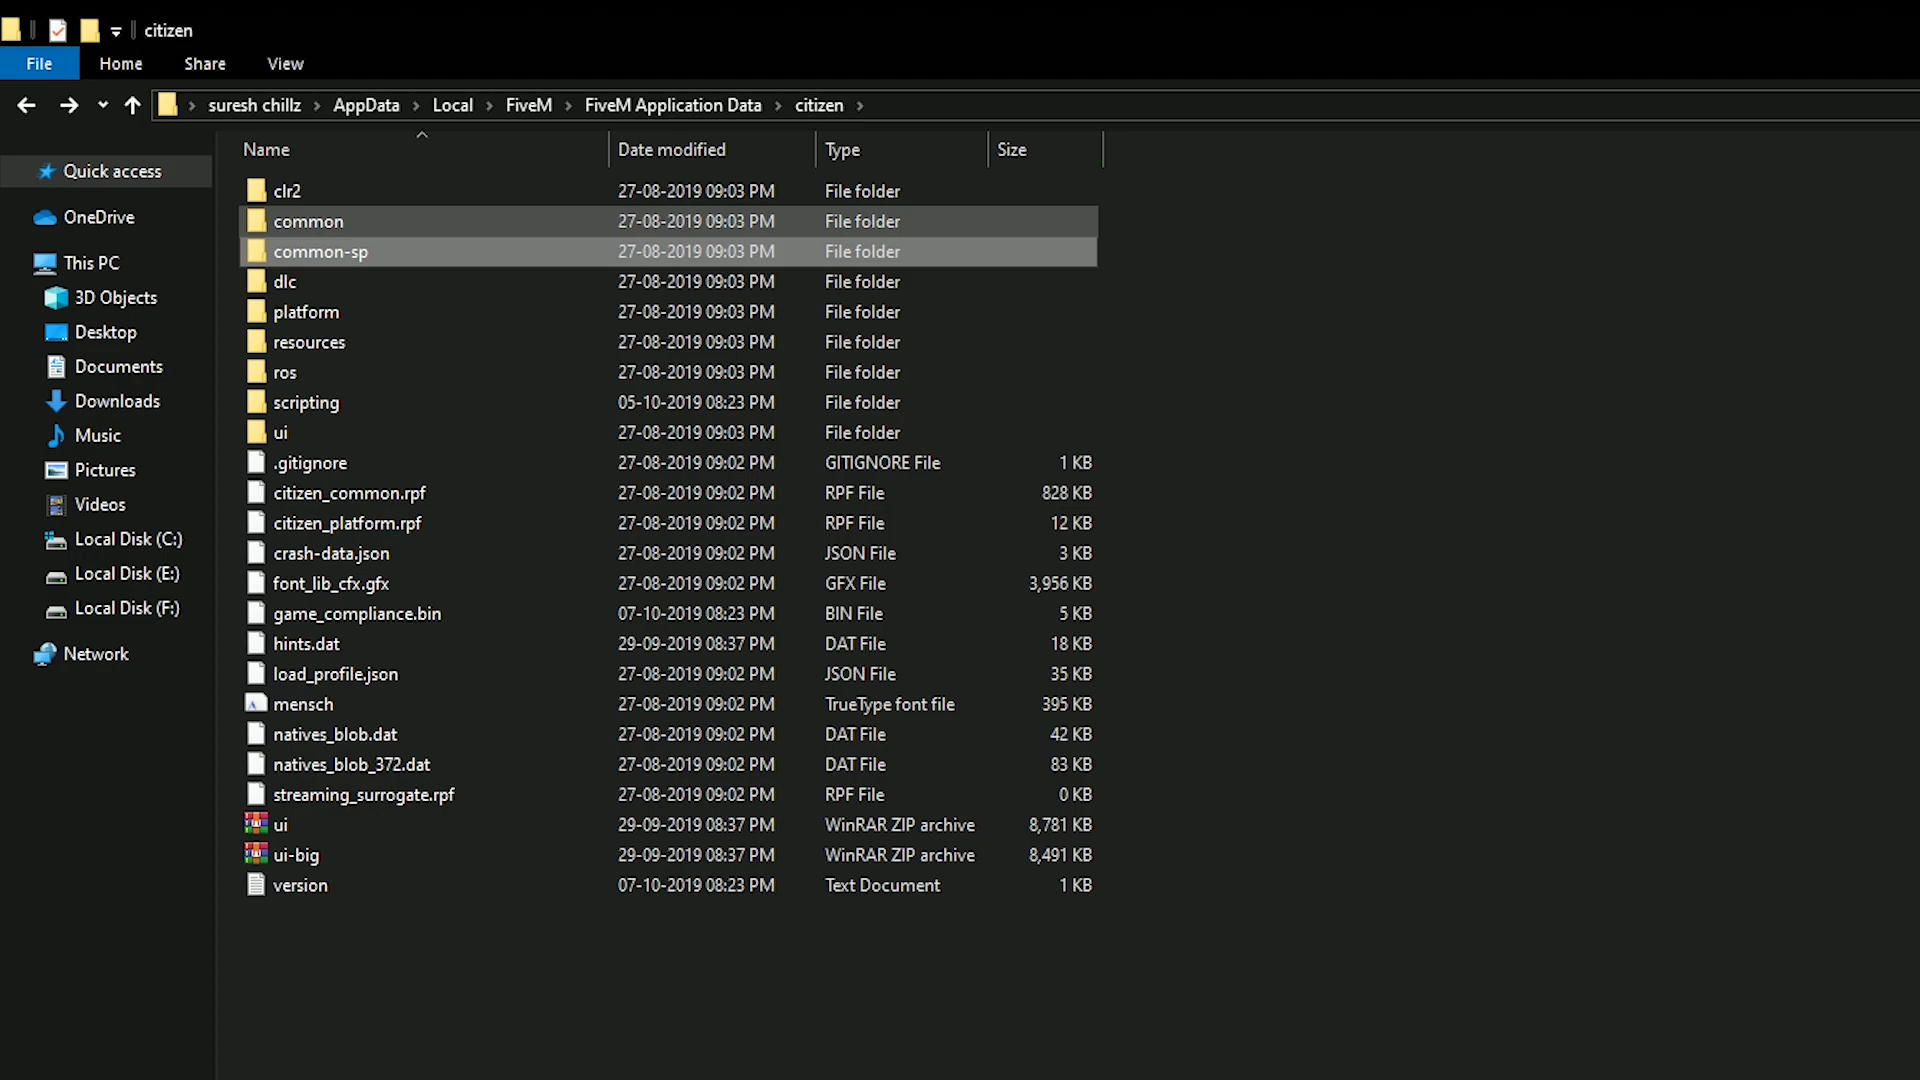 citizen
File Home Share View
suresh chillz AppData Local FiveM FiveM Application Data citizen
Quick access
OneDrive
This PC
3D Objects
Desktop
Documents
Downloads
Music
Pictures
Videos
Local Disk (C:)
Local Disk (E:)
Local Disk (F:)
Network
Name Date modified Type Size
clr2 27-08-2019 09:03 PM File folder
common 27-08-2019 09:03 PM File folder
common-sp 27-08-2019 09:03 PM File folder
dlc 27-08-2019 09:03 PM File folder
platform 27-08-2019 09:03 PM File folder
resources 27-08-2019 09:03 PM File folder
ros 27-08-2019 09:03 PM File folder
scripting 05-10-2019 08:23 PM File folder
ui 27-08-2019 09:03 PM File folder
.gitignore 27-08-2019 09:02 PM GITIGNORE File 1 KB
citizen_common.rpf 27-08-2019 09:02 PM RPF File 828 KB
citizen_platform.rpf 27-08-2019 09:02 PM RPF File 12 KB
crash-data.json 27-08-2019 09:02 PM JSON File 3 KB
font_lib_cfx.gfx 27-08-2019 09:02 PM GFX File 3,956 KB
game_compliance.bin 07-10-2019 08:23 PM BIN File 5 KB
hints.dat 29-09-2019 08:37 PM DAT File 18 KB
load_profile.json 27-08-2019 09:02 PM JSON File 35 KB
mensch 27-08-2019 09:02 PM TrueType font file 395 KB
natives_blob.dat 27-08-2019 09:02 PM DAT File 42 KB
natives_blob_372.dat 27-08-2019 09:02 PM DAT File 83 KB
streaming_surrogate.rpf 27-08-2019 09:02 PM RPF File 0 KB
ui 29-09-2019 08:37 PM WinRAR ZIP archive 8,781 KB
ui-big 29-09-2019 08:37 PM WinRAR ZIP archive 8,491 KB
version 07-10-2019 08:23 PM Text Document 1 KB